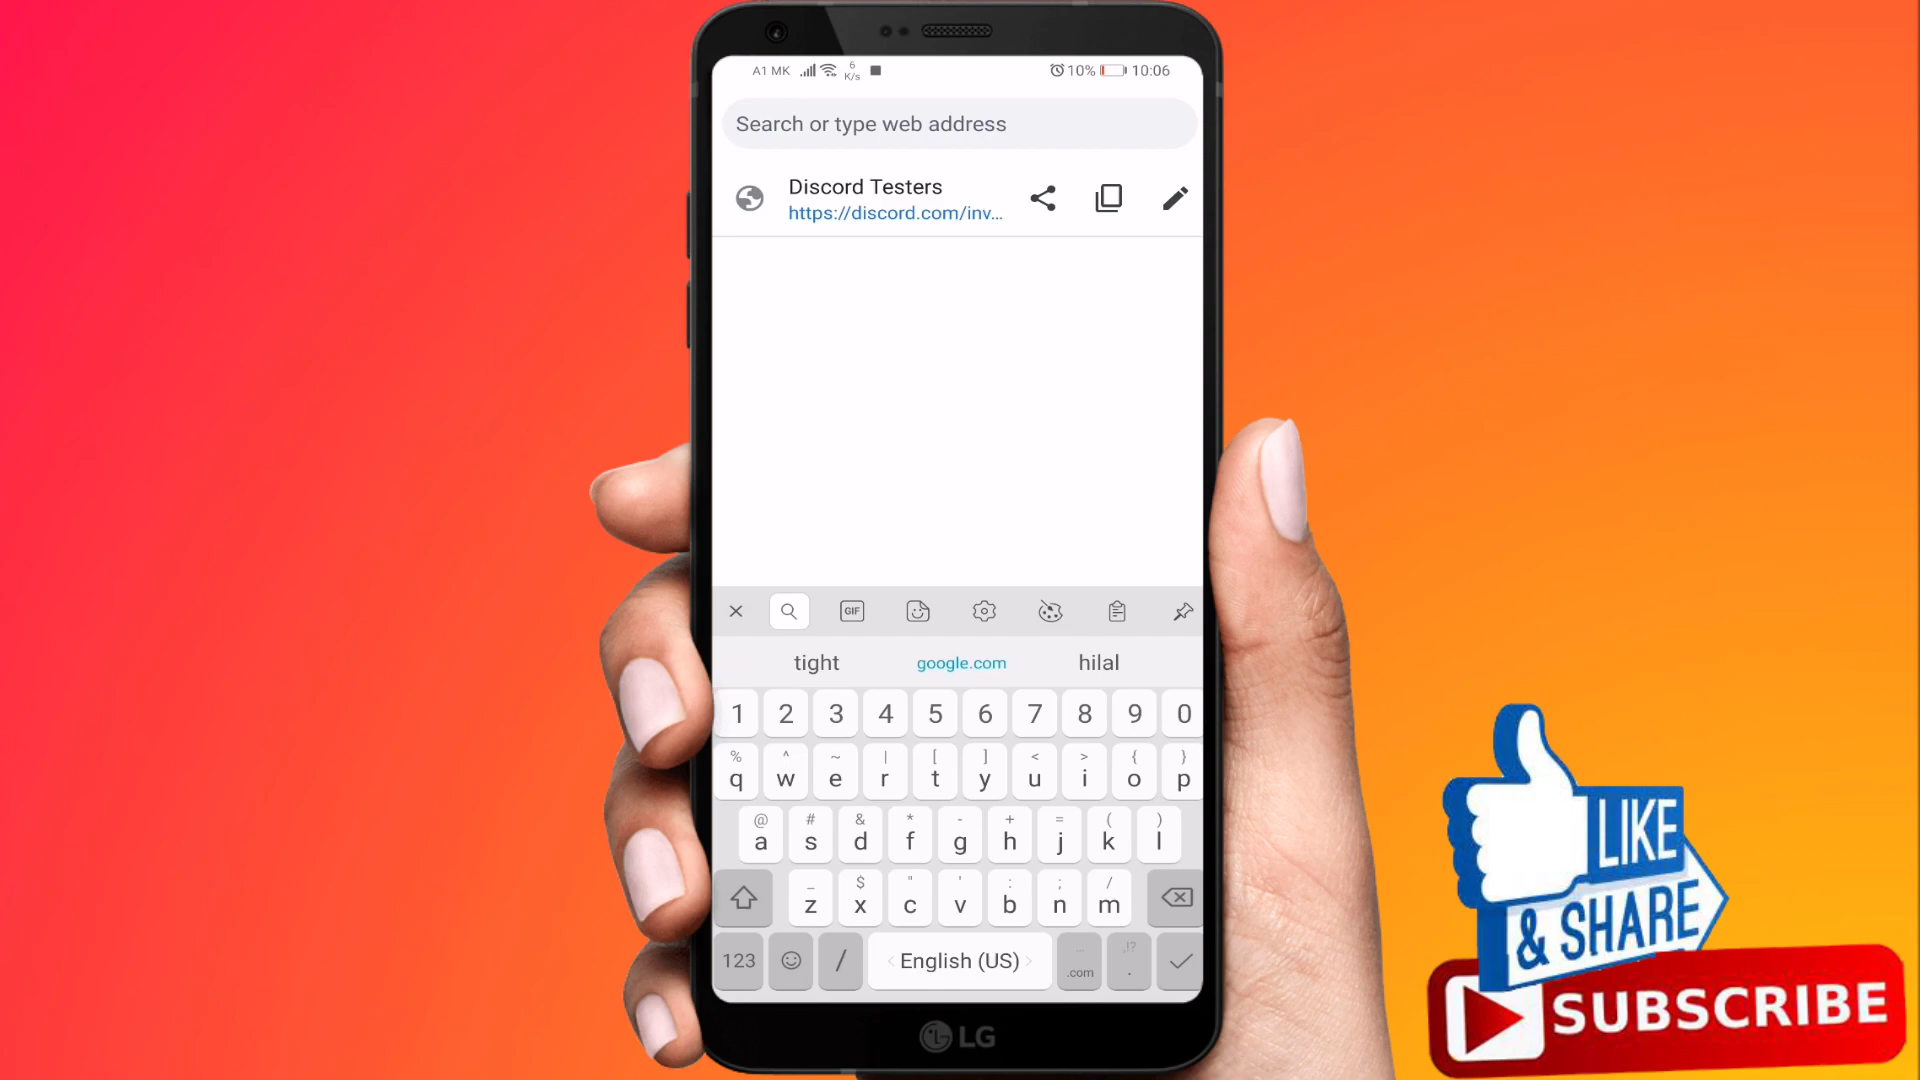 A1 MK 6 K/s 10% 10:06
Search or type web address
Discord Testers
https://discord.com/inv...
GIF
tight google.com hilal
1 2 3 4 5 6 7 8 9 0
% ^ ~ | [ ] < > { }
q w e r t y u i o p
@ # & * - + = ( )
a s d f g h j k l
_ $ " ' : ; /
z x c v b n m
,!?
123 / English (US) .com .
LG
LIKE
& SHARE
SUBSCRIBE